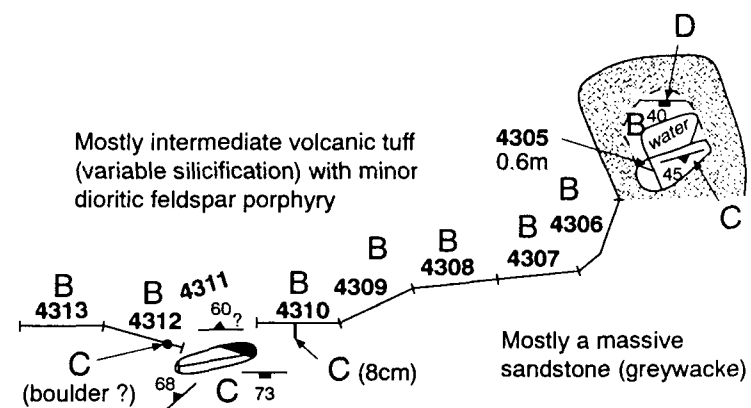 D
40
B
water
45
C
4305
0.6m
Mostly intermediate volcanic tuff
(variable silicification) with minor
dioritic feldspar porphyry
B
4306
B
4307
B
4308
B
4309
B
4310
4311
B
4312
B
4313
60?
C
(boulder ?)
68
C
73
C (8cm)
Mostly a massive
sandstone (greywacke)